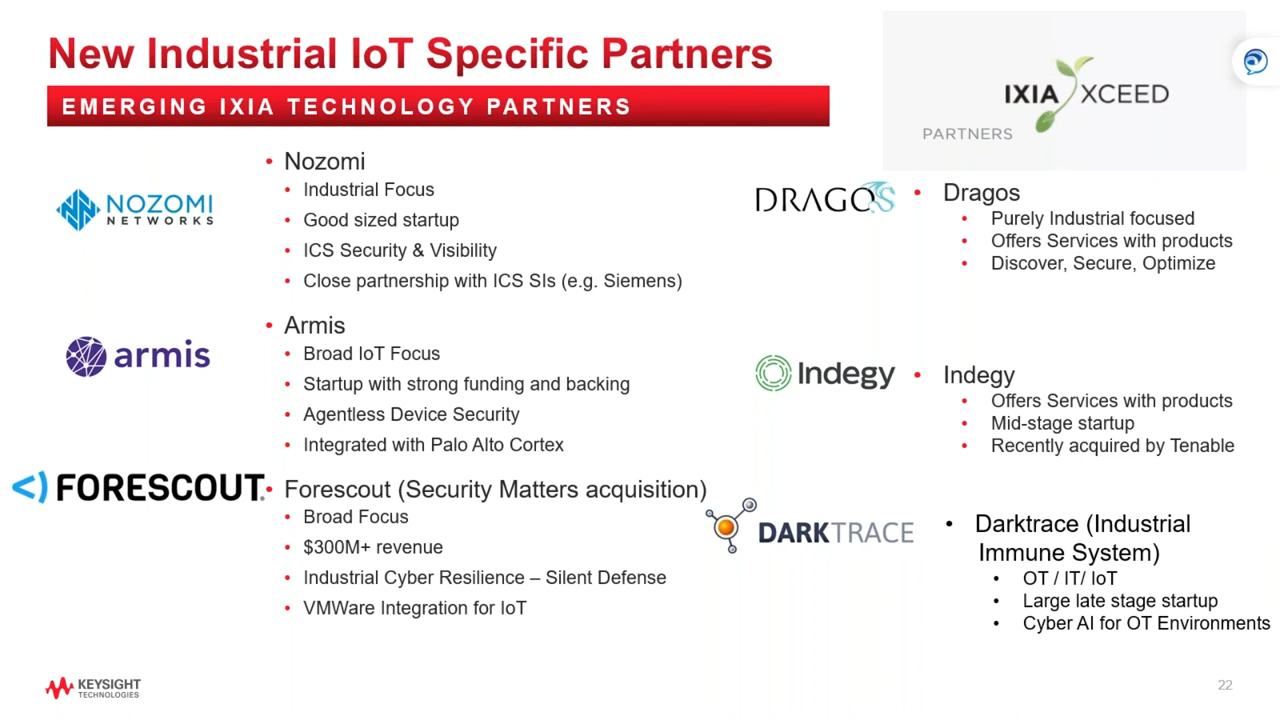 New Industrial IoT Specific Partners
EMERGING IXIA TECHNOLOGY PARTNERS
IXIA XCEED
PARTNERS
NOZOMI
NETWORKS
• Nozomi
• Industrial Focus
• Good sized startup
• ICS Security & Visibility
• Close partnership with ICS SIs (e.g. Siemens)
armis
• Armis
• Broad IoT Focus
• Startup with strong funding and backing
• Agentless Device Security
• Integrated with Palo Alto Cortex
FORESCOUT.
• Forescout (Security Matters acquisition)
• Broad Focus
• $300M+ revenue
• Industrial Cyber Resilience – Silent Defense
• VMWare Integration for IoT
DRAGOS
• Dragos
• Purely Industrial focused
• Offers Services with products
• Discover, Secure, Optimize
Indegy
• Indegy
• Offers Services with products
• Mid-stage startup
• Recently acquired by Tenable
DARKTRACE
• Darktrace (Industrial
Immune System)
• OT / IT/ IoT
• Large late stage startup
• Cyber AI for OT Environments
KEYSIGHT
TECHNOLOGIES
22